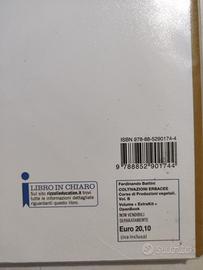 ISBN 978-88-5290174-4
9 788852 901744
LIBRO IN CHIARO
Sul sito rizzolieducation.it trovi
tutte le informazioni dettagliate
riguardanti questo libro.
Ferdinando Battini
COLTIVAZIONI ERBACEE
Corso di Produzioni vegetali.
Vol. B
Volume + ExtraKit +
OpenBook
NON VENDIBILI
SEPARATAMENTE
Euro 20,10
(iva inclusa)
subito